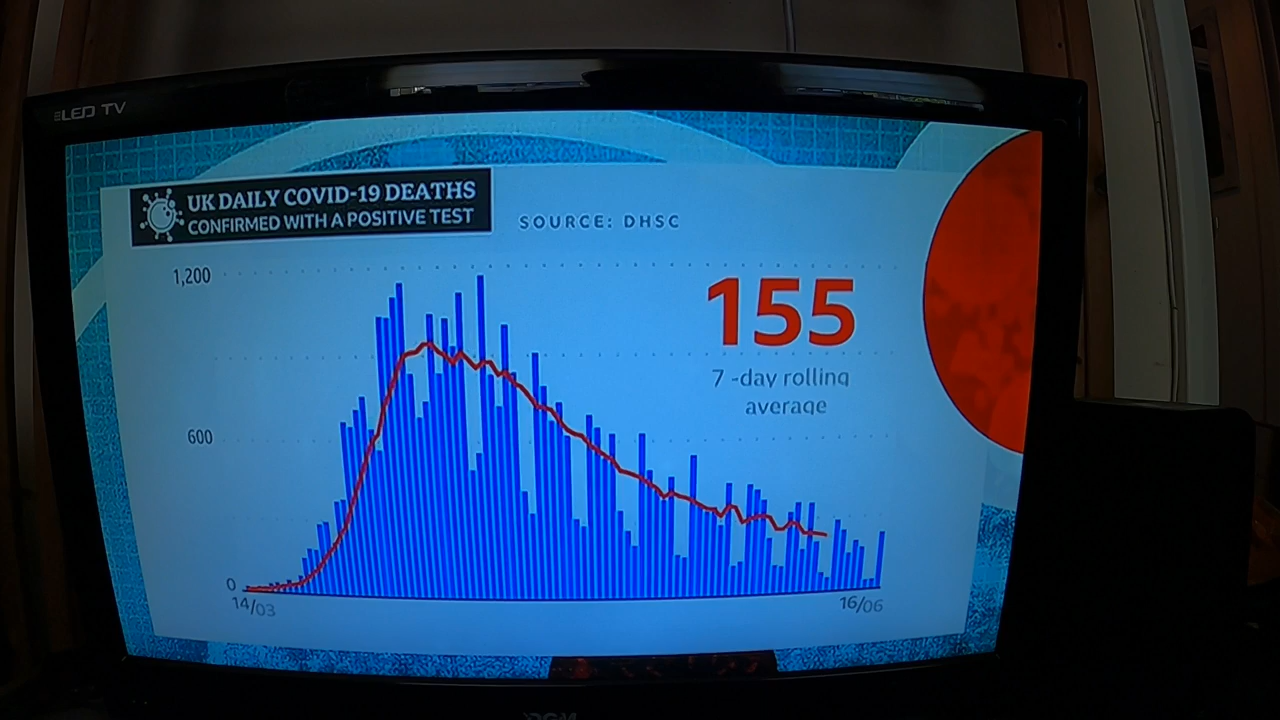 LED TV
UK DAILY COVID-19 DEATHS
CONFIRMED WITH A POSITIVE TEST
SOURCE: DHSC
1,200
155
7 -day rolling
average
600
0
14/03
16/06